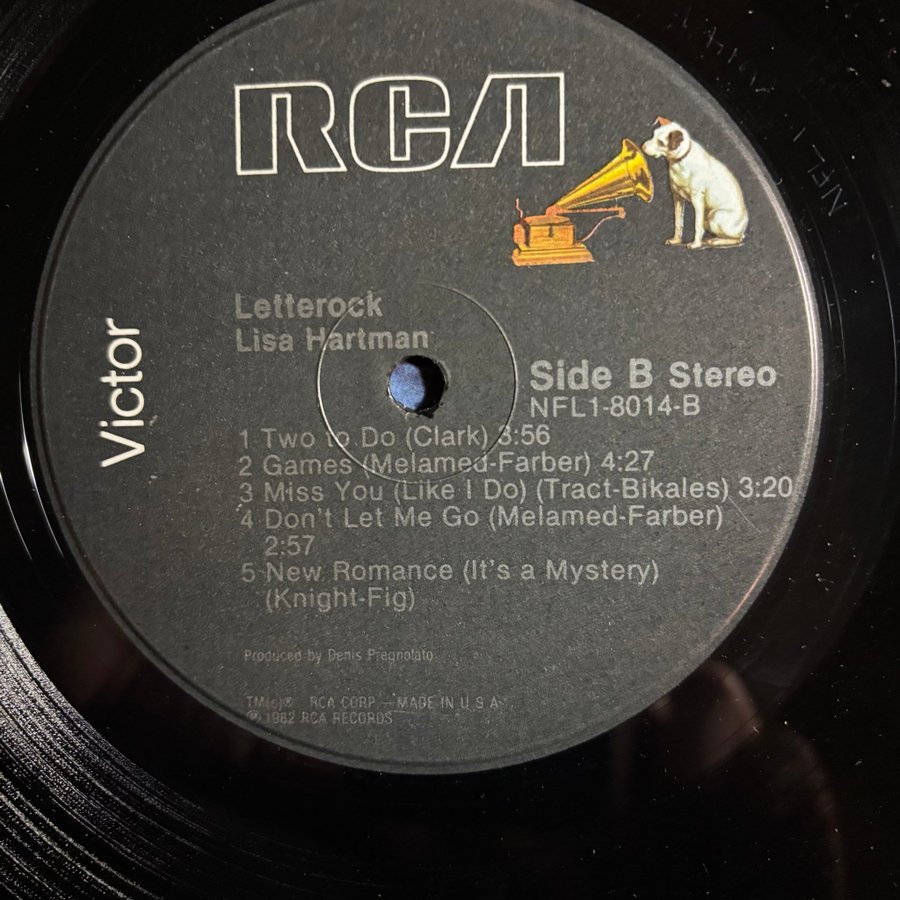 RCA
Victor
Letterock
Lisa Hartman
Side B Stereo
NFL1-8014-B
1 Two to Do (Clark) 3:56
2 Games (Melamed-Farber) 4:27
3 Miss You (Like I Do) (Tract-Bikales) 3:20
4 Don't Let Me Go (Melamed-Farber)
2:57
5 New Romance (It's a Mystery)
(Knight-Fig)
Produced by Denis Pregnolato
TM(s)® RCA CORP — MADE IN U S A
℗ 1982 RCA RECORDS
NFL 1